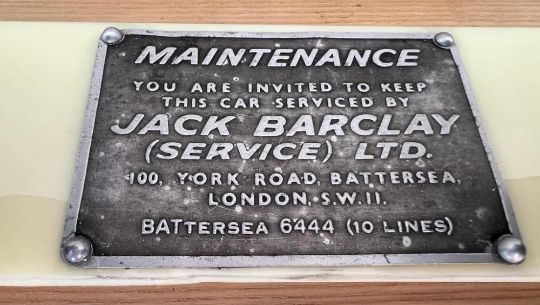 MAINTENANCE
YOU ARE INVITED TO KEEP
THIS CAR SERVICED BY
JACK BARCLAY
(SERVICE) LTD.
100, YORK ROAD, BATTERSEA,
LONDON, S.W.11.
BATTERSEA 6444 (10 LINES)